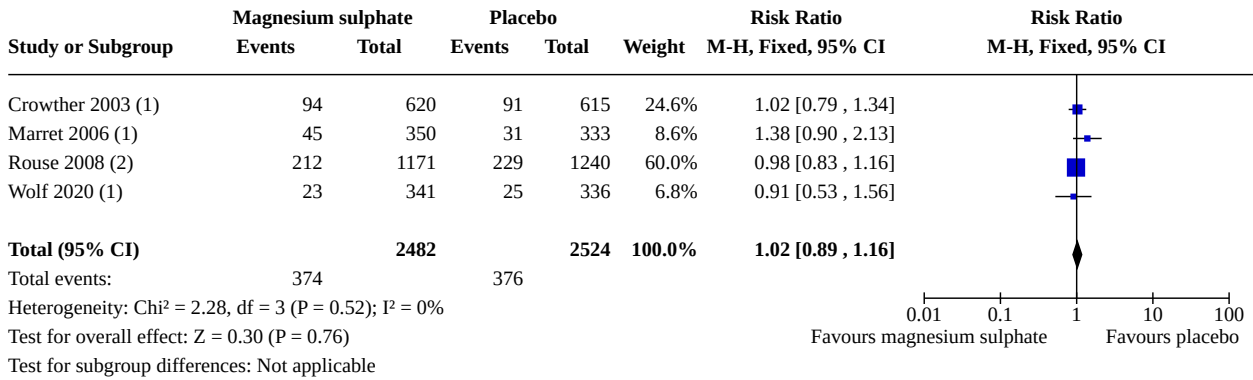 Magnesium sulphate Placebo Risk Ratio Risk Ratio
Study or Subgroup Events Total Events Total Weight M-H, Fixed, 95% CI M-H, Fixed, 95% CI
Crowther 2003 (1) 94 620 91 615 24.6% 1.02 [0.79 , 1.34]
Marret 2006 (1) 45 350 31 333 8.6% 1.38 [0.90 , 2.13]
Rouse 2008 (2) 212 1171 229 1240 60.0% 0.98 [0.83 , 1.16]
Wolf 2020 (1) 23 341 25 336 6.8% 0.91 [0.53 , 1.56]
Total (95% CI) 2482 2524 100.0% 1.02 [0.89 , 1.16]
Total events: 374 376
Heterogeneity: Chi² = 2.28, df = 3 (P = 0.52); I² = 0%
0.01 0.1 1 10 100
Test for overall effect: Z = 0.30 (P = 0.76) Favours magnesium sulphate Favours placebo
Test for subgroup differences: Not applicable